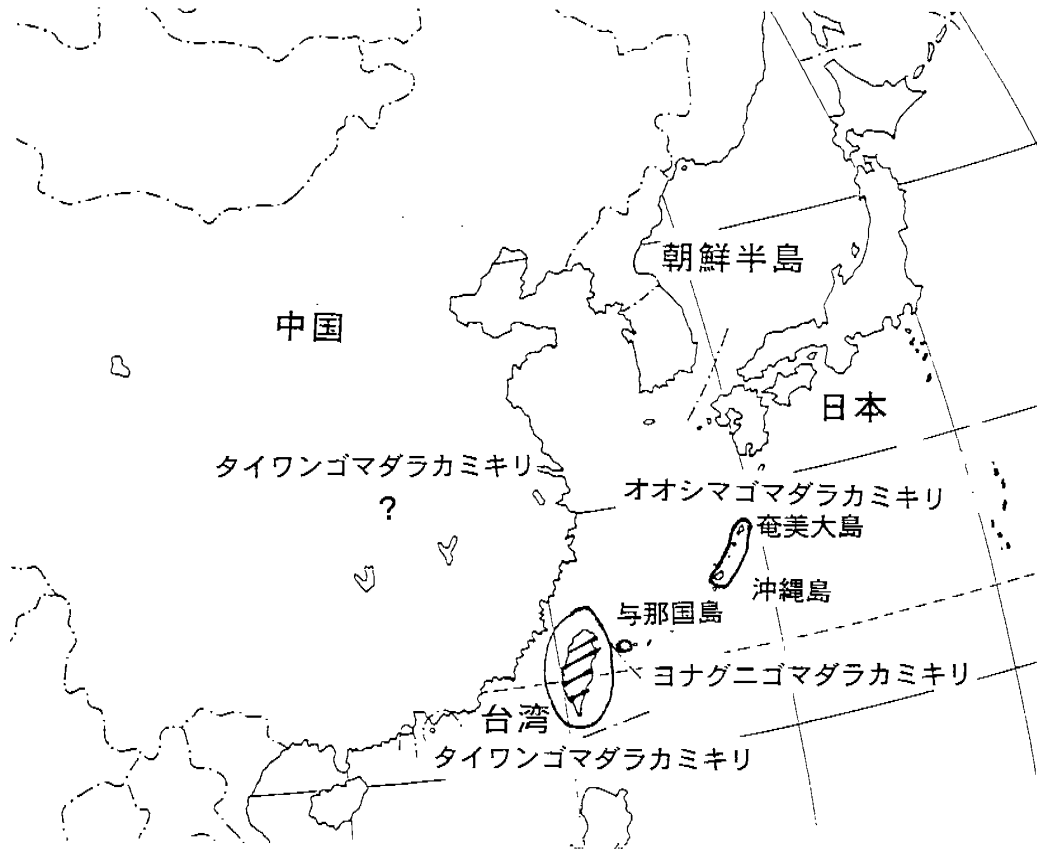 朝鮮半島
中国
日本
タイワンゴマダラカミキリ
?
オオシマゴマダラカミキリ
奄美大島
沖縄島
与那国島
ヨナグニゴマダラカミキリ
台湾
タイワンゴマダラカミキリ